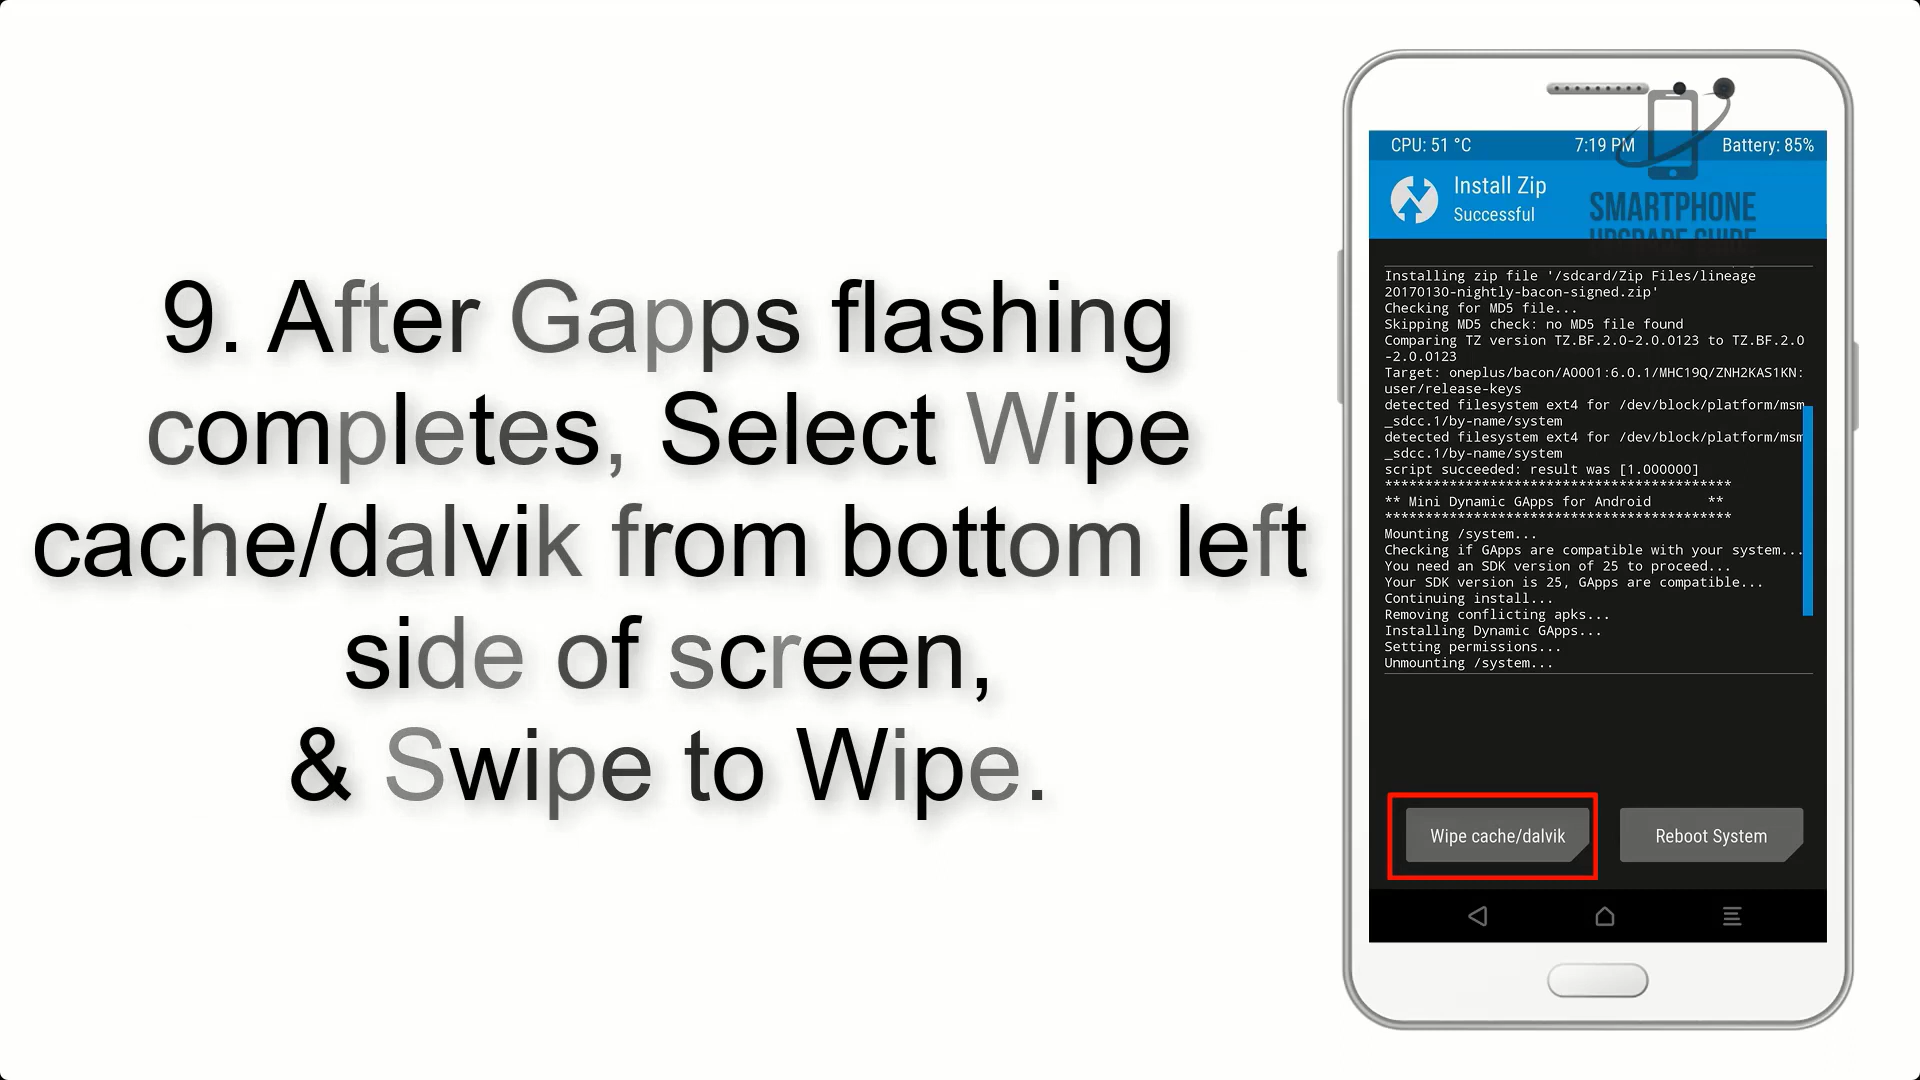 9. After Gapps flashing
completes, Select Wipe
cache/dalvik from bottom left
side of screen,
& Swipe to Wipe.
CPU: 51 °C 7:19 PM Battery: 85%
Install Zip
Successful
SMARTPHONE
UPGRADE GUIDE
Installing zip file '/sdcard/Zip Files/lineage
20170130-nightly-bacon-signed.zip'
Checking for MD5 file...
Skipping MD5 check: no MD5 file found
Comparing TZ version TZ.BF.2.0-2.0.0123 to TZ.BF.2.0
-2.0.0123
Target: oneplus/bacon/A0001:6.0.1/MHC19Q/ZNH2KAS1KN:
user/release-keys
detected filesystem ext4 for /dev/block/platform/msm
_sdcc.1/by-name/system
detected filesystem ext4 for /dev/block/platform/msm
_sdcc.1/by-name/system
script succeeded: result was [1.000000]
*******************************************
** Mini Dynamic GApps for Android **
*******************************************
Mounting /system...
Checking if GApps are compatible with your system...
You need an SDK version of 25 to proceed...
Your SDK version is 25, GApps are compatible...
Continuing install...
Removing conflicting apks...
Installing Dynamic GApps...
Setting permissions...
Unmounting /system...
Wipe cache/dalvik Reboot System